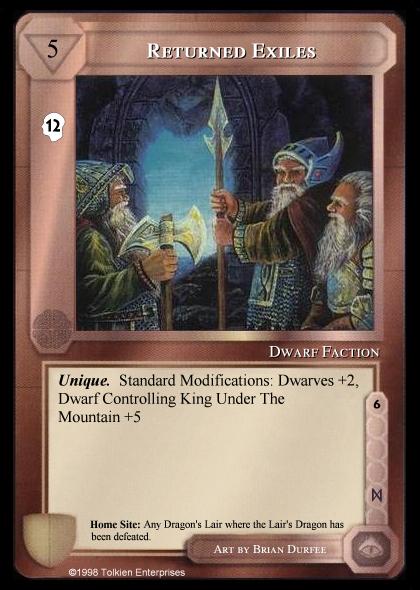 5
RETURNED EXILES
12
DWARF FACTION
Unique. Standard Modifications: Dwarves +2,
Dwarf Controlling King Under The
Mountain +5
6
Home Site: Any Dragon's Lair where the Lair's Dragon has
been defeated.
ART BY BRIAN DURFEE
©1998 Tolkien Enterprises